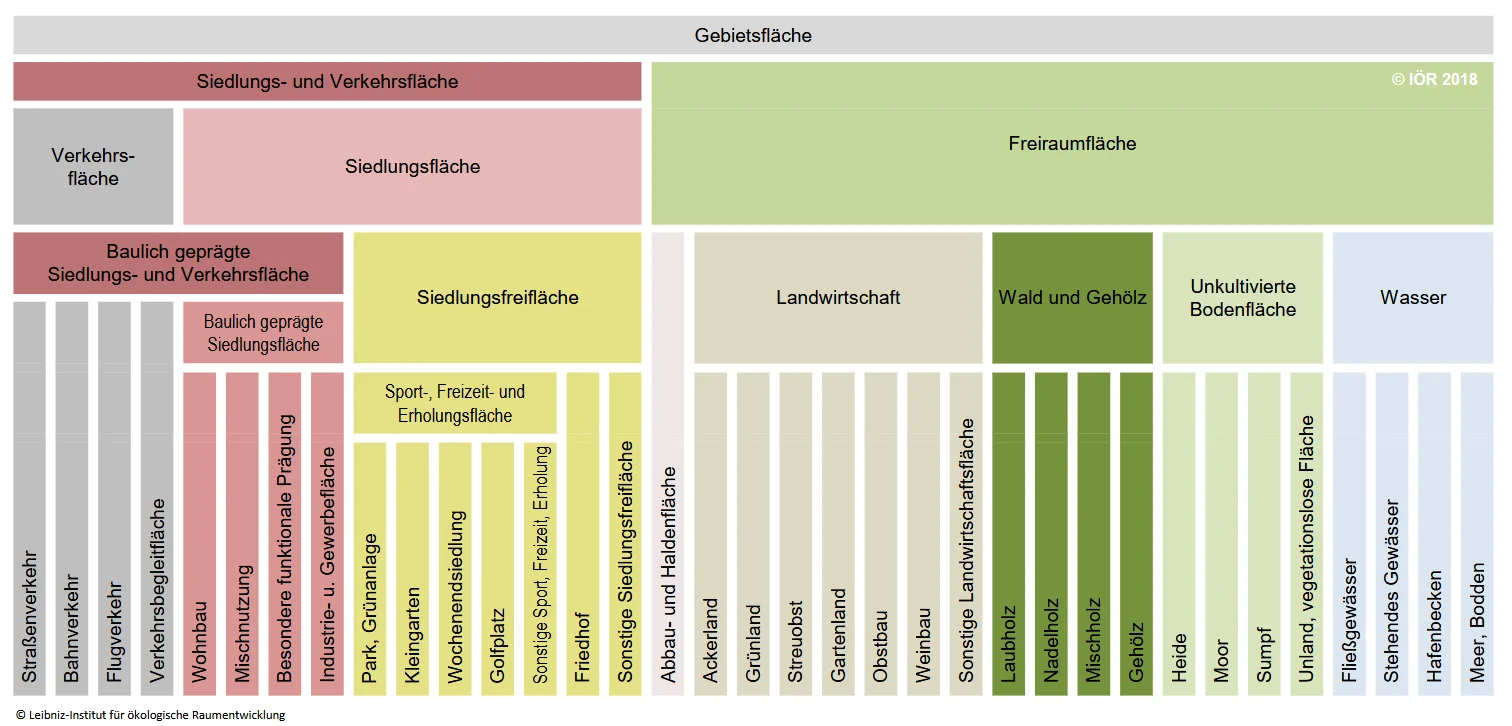 Gebietsfläche
Siedlungs- und Verkehrsfläche
© IÖR 2018
Verkehrs-
fläche
Siedlungsfläche
Freiraumfläche
Baulich geprägte
Siedlungs- und Verkehrsfläche
Siedlungsfreifläche
Landwirtschaft
Wald und Gehölz
Unkultivierte
Bodenfläche
Wasser
Baulich geprägte
Siedlungsfläche
Sport-, Freizeit- und
Erholungsfläche
Straßenverkehr
Bahnverkehr
Flugverkehr
Verkehrsbegleitfläche
Wohnbau
Mischnutzung
Besondere funktionale Prägung
Industrie- u. Gewerbefläche
Park, Grünanlage
Kleingarten
Wochenendsiedlung
Golfplatz
Sonstige Sport, Freizeit, Erholung
Friedhof
Sonstige Siedlungsfreifläche
Abbau- und Haldenfläche
Ackerland
Grünland
Streuobst
Gartenland
Obstbau
Weinbau
Sonstige Landwirtschaftsfläche
Laubholz
Nadelholz
Mischholz
Gehölz
Heide
Moor
Sumpf
Unland, vegetationslose Fläche
Fließgewässer
Stehendes Gewässer
Hafenbecken
Meer, Bodden
© Leibniz-Institut für ökologische Raumentwicklung